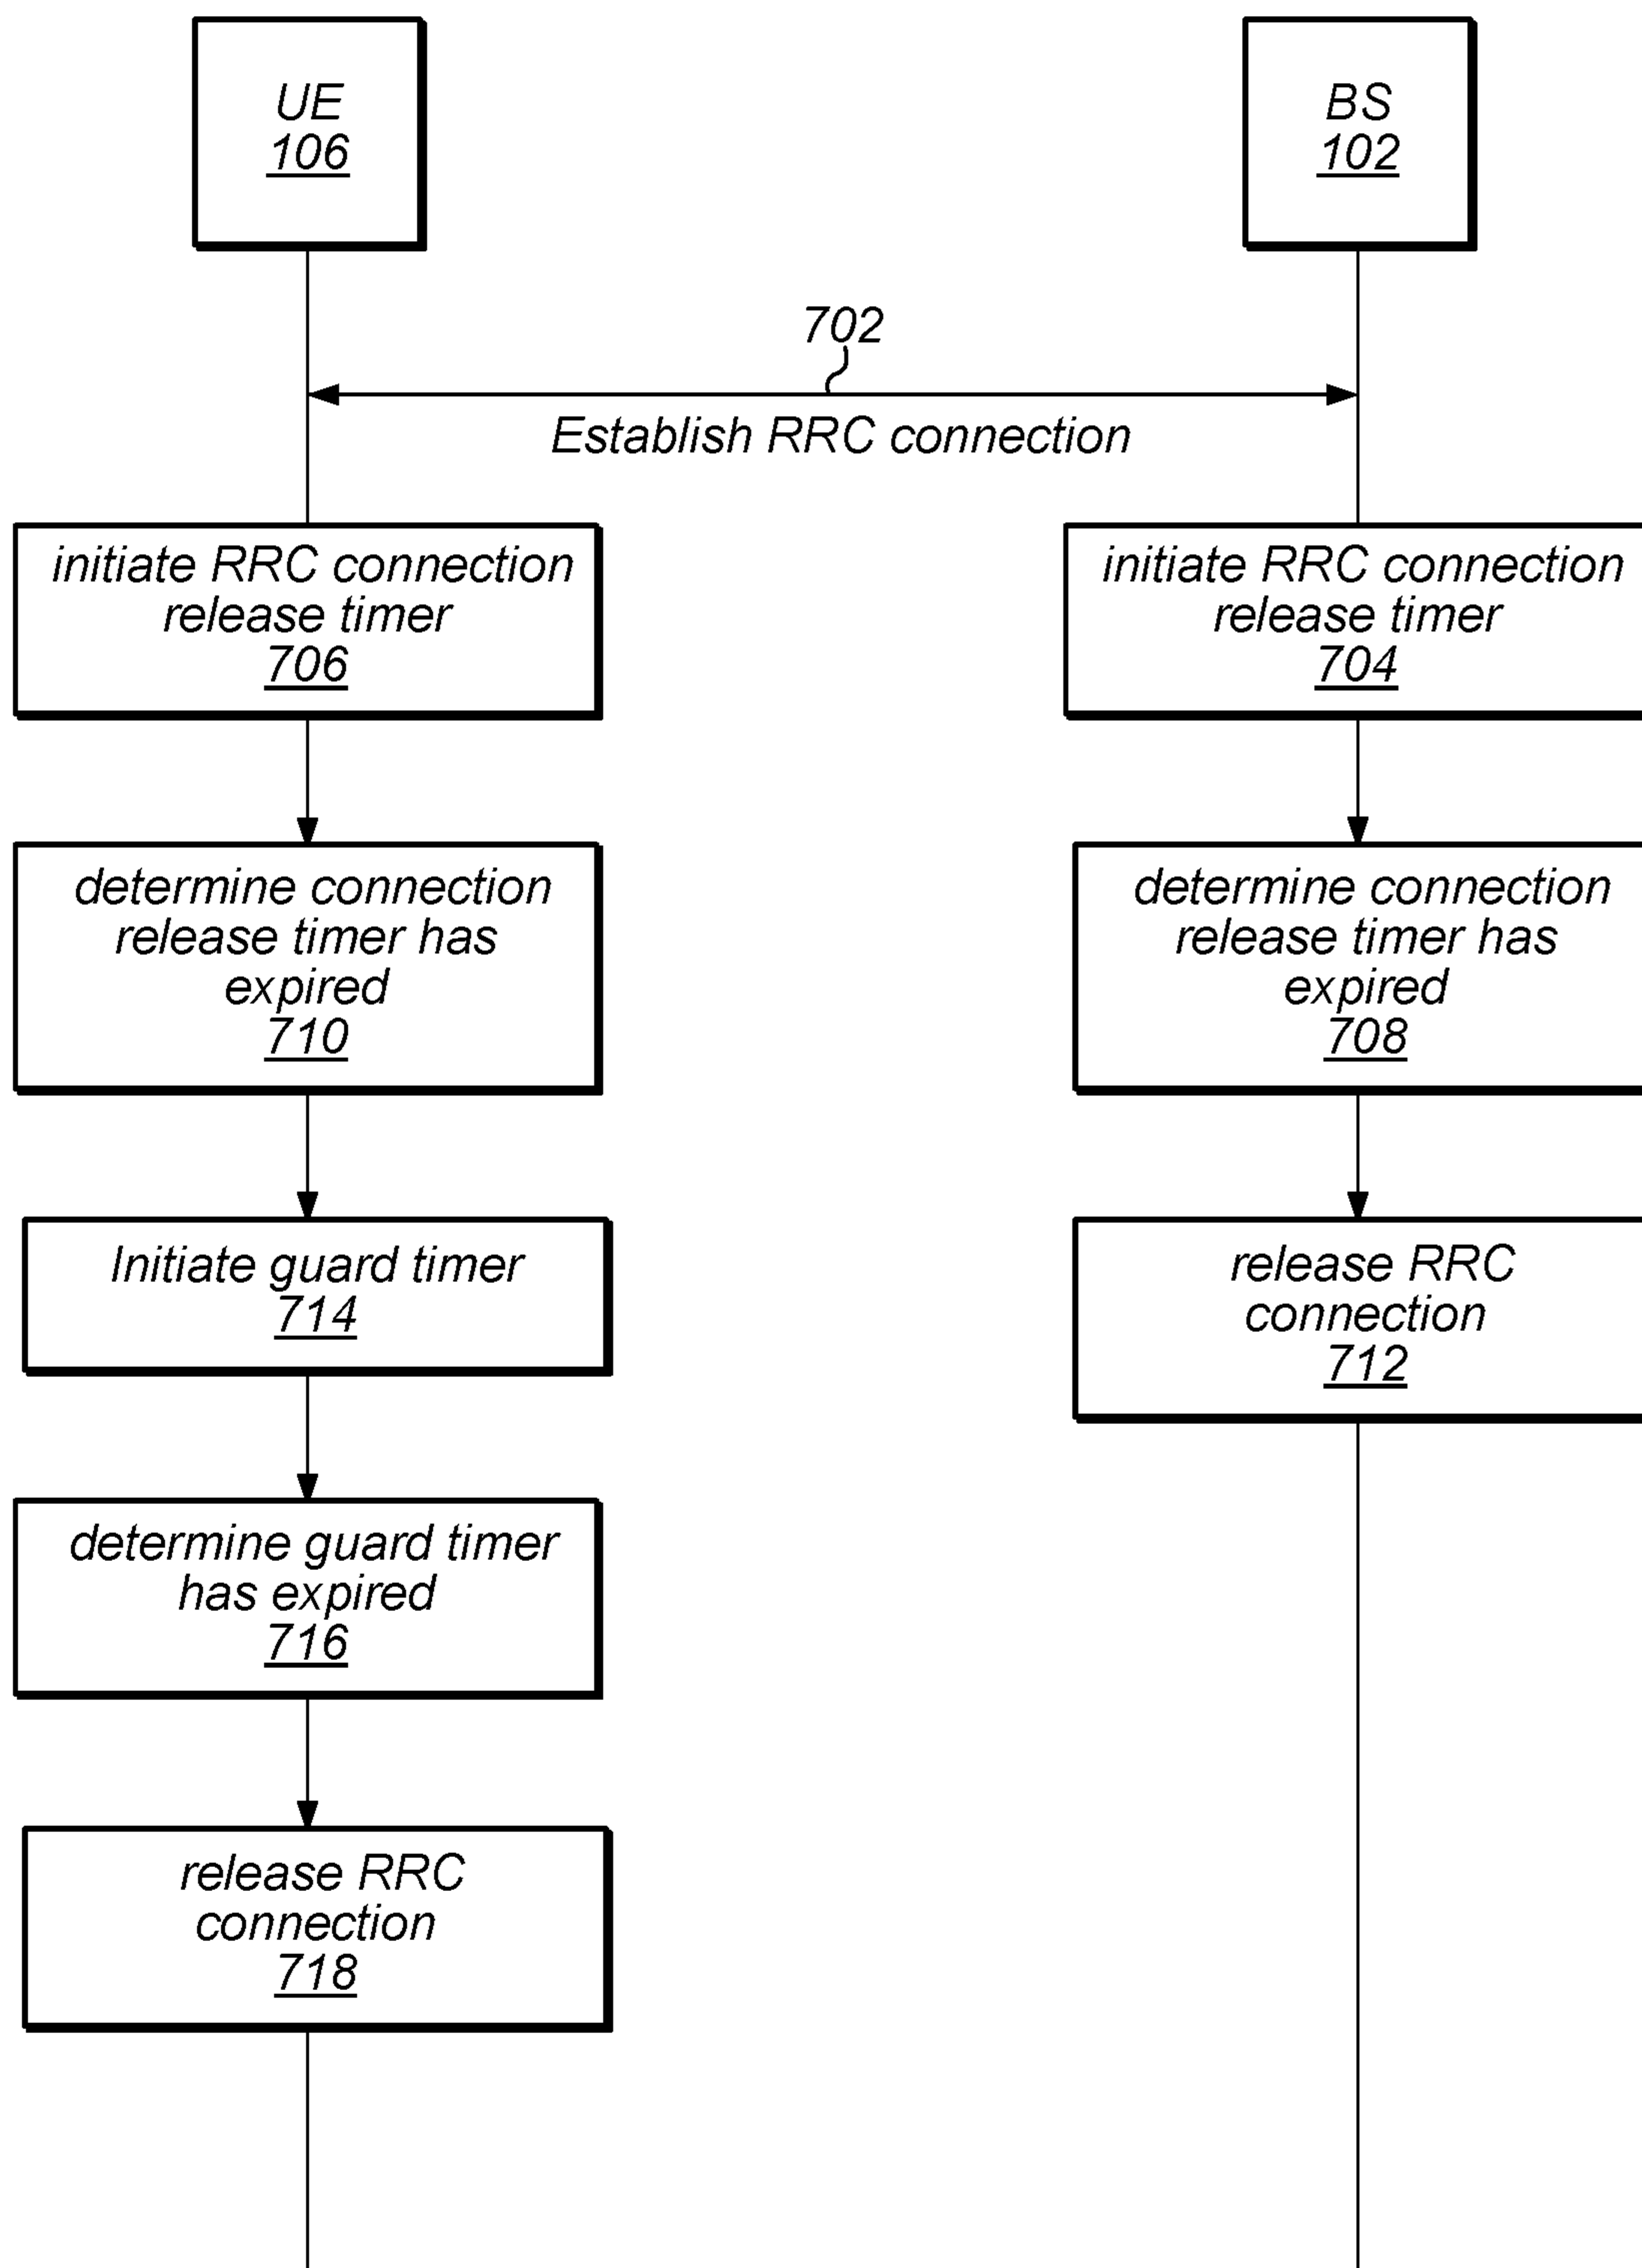 UE
106
BS
102
702
Establish RRC connection
initiate RRC connection
release timer
706
initiate RRC connection
release timer
704
determine connection
release timer has
expired
710
determine connection
release timer has
expired
708
Initiate guard timer
714
release RRC
connection
712
determine guard timer
has expired
716
release RRC
connection
718